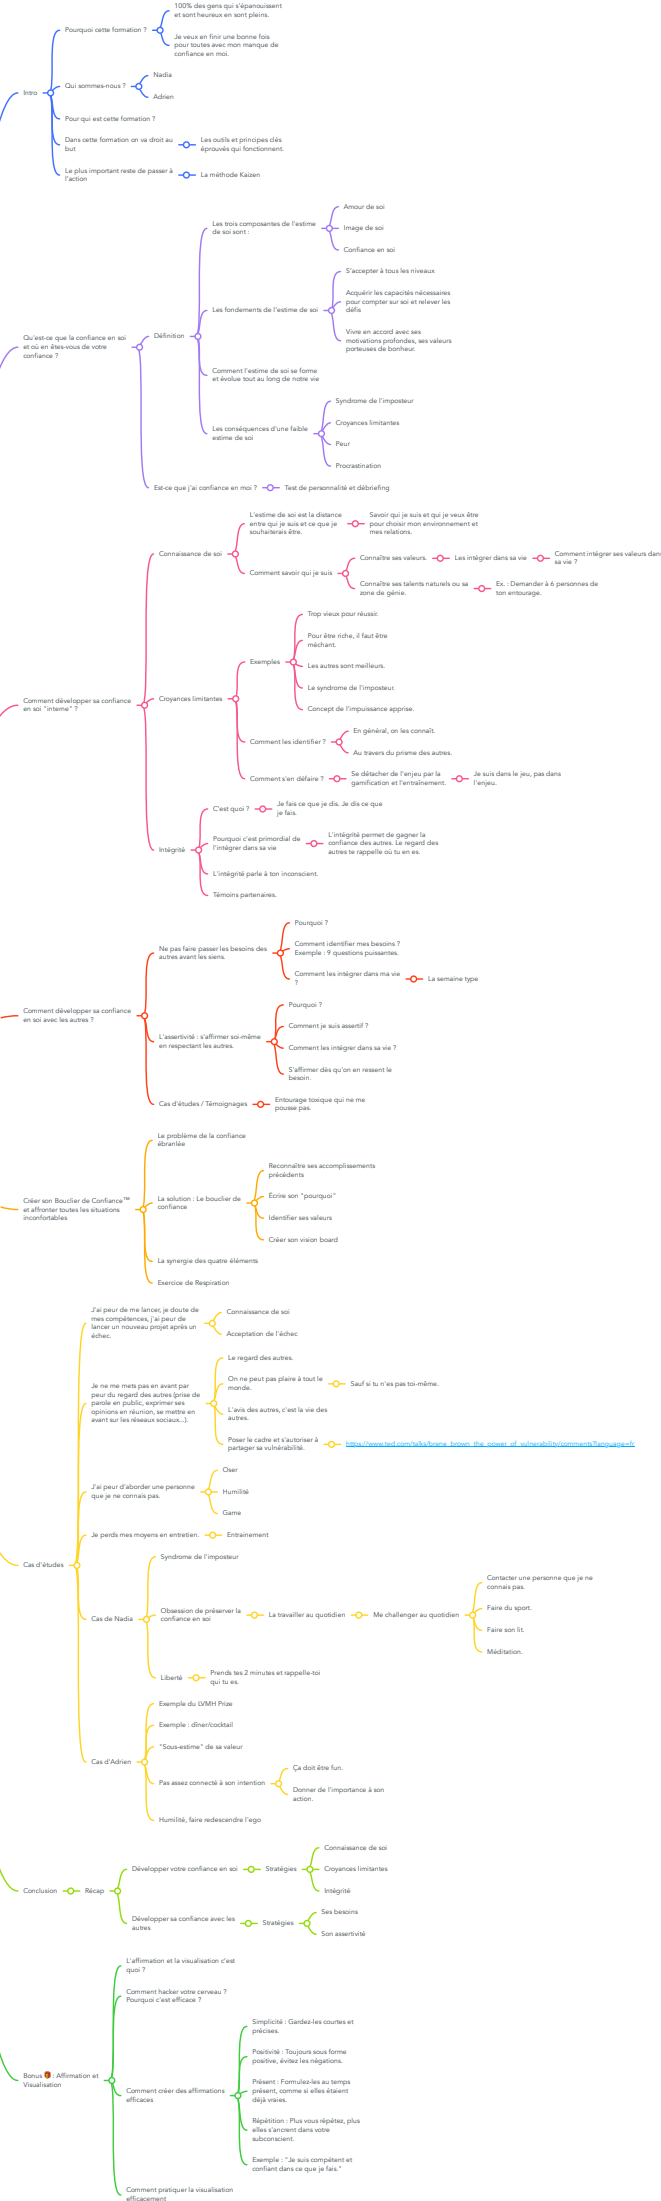 Intro
Pourquoi cette formation ?
100% des gens qui s'épanouissent
et sont heureux en sont pleins.
Je veux en finir une bonne fois
pour toutes avec mon manque de
confiance en moi.
Qui sommes-nous ?
Nadia
Adrien
Pour qui est cette formation ?
Dans cette formation on va droit au
but
Les outils et principes clés
éprouvés qui fonctionnent.
Le plus important reste de passer à
l'action
La méthode Kaizen
Qu'est-ce que la confiance en soi
et où en êtes-vous de votre
confiance ?
Définition
Les trois composantes de l'estime
de soi sont :
Amour de soi
Image de soi
Confiance en soi
Les fondements de l'estime de soi
S'accepter à tous les niveaux
Acquérir les capacités nécessaires
pour compter sur soi et relever les
défis
Vivre en accord avec ses
motivations profondes, ses valeurs
porteuses de bonheur.
Comment l'estime de soi se forme
et évolue tout au long de notre vie
Les conséquences d'une faible
estime de soi
Syndrome de l'imposteur
Croyances limitantes
Peur
Procrastination
Est-ce que j'ai confiance en moi ?
Test de personnalité et débriefing
Comment développer sa confiance
en soi "interne" ?
Connaissance de soi
L'estime de soi est la distance
entre qui je suis et ce que je
souhaiterais être.
Savoir qui je suis et qui je veux être
pour choisir mon environnement et
mes relations.
Comment savoir qui je suis
Connaître ses valeurs.
Les intégrer dans sa vie
Comment intégrer ses valeurs dans
sa vie ?
Connaître ses talents naturels ou sa
zone de génie.
Ex. : Demander à 6 personnes de
ton entourage.
Croyances limitantes
Exemples
Trop vieux pour réussir.
Pour être riche, il faut être
méchant.
Les autres sont meilleurs.
Le syndrome de l'imposteur.
Concept de l'impuissance apprise.
Comment les identifier ?
En général, on les connaît.
Au travers du prisme des autres.
Comment s'en défaire ?
Se détacher de l'enjeu par la
gamification et l'entraînement.
Je suis dans le jeu, pas dans
l'enjeu.
Intégrité
C'est quoi ?
Je fais ce que je dis. Je dis ce que
je fais.
Pourquoi c'est primordial de
l'intégrer dans sa vie
L'intégrité permet de gagner la
confiance des autres. Le regard des
autres te rappelle où tu en es.
L'intégrité parle à ton inconscient.
Témoins partenaires.
Comment développer sa confiance
en soi avec les autres ?
Ne pas faire passer les besoins des
autres avant les siens.
Pourquoi ?
Comment identifier mes besoins ?
Exemple : 9 questions puissantes.
Comment les intégrer dans ma vie
?
La semaine type
L'assertivité : s'affirmer soi-même
en respectant les autres.
Pourquoi ?
Comment je suis assertif ?
Comment les intégrer dans sa vie ?
S'affirmer dès qu'on en ressent le
besoin.
Cas d'études / Témoignages
Entourage toxique qui ne me
pousse pas.
Créer son Bouclier de Confiance™
et affronter toutes les situations
inconfortables
Le problème de la confiance
ébranlée
La solution : Le bouclier de
confiance
Reconnaître ses accomplissements
précédents
Écrire son "pourquoi"
Identifier ses valeurs
Créer son vision board
La synergie des quatre éléments
Exercice de Respiration
Cas d'études
J'ai peur de me lancer, je doute de
mes compétences, j'ai peur de
lancer un nouveau projet après un
échec.
Connaissance de soi
Acceptation de l'échec
Je ne me mets pas en avant par
peur du regard des autres (prise de
parole en public, exprimer ses
opinions en réunion, se mettre en
avant sur les réseaux sociaux...).
Le regard des autres.
On ne peut pas plaire à tout le
monde.
Sauf si tu n'es pas toi-même.
L'avis des autres, c'est la vie des
autres.
Poser le cadre et s'autoriser à
partager sa vulnérabilité.
https://www.ted.com/talks/brene_brown_the_power_of_vulnerability/comments?language=fr
J'ai peur d'aborder une personne
que je ne connais pas.
Oser
Humilité
Game
Je perds mes moyens en entretien.
Entrainement
Cas de Nadia
Syndrome de l'imposteur
Obsession de préserver la
confiance en soi
La travailler au quotidien
Me challenger au quotidien
Contacter une personne que je ne
connais pas.
Faire du sport.
Faire son lit.
Méditation.
Liberté
Prends tes 2 minutes et rappelle-toi
qui tu es.
Cas d'Adrien
Exemple du LVMH Prize
Exemple : dîner/cocktail
"Sous-estime" de sa valeur
Pas assez connecté à son intention
Ça doit être fun.
Donner de l'importance à son
action.
Humilité, faire redescendre l'ego
Conclusion
Récap
Développer votre confiance en soi
Stratégies
Connaissance de soi
Croyances limitantes
Intégrité
Développer sa confiance avec les
autres
Stratégies
Ses besoins
Son assertivité
Bonus 🎁 : Affirmation et
Visualisation
L'affirmation et la visualisation c'est
quoi ?
Comment hacker votre cerveau ?
Pourquoi c'est efficace ?
Comment créer des affirmations
efficaces
Simplicité : Gardez-les courtes et
précises.
Positivité : Toujours sous forme
positive, évitez les négations.
Présent : Formulez-les au temps
présent, comme si elles étaient
déjà vraies.
Répétition : Plus vous répétez, plus
elles s'ancrent dans votre
subconscient.
Exemple : "Je suis compétent et
confiant dans ce que je fais."
Comment pratiquer la visualisation
efficacement